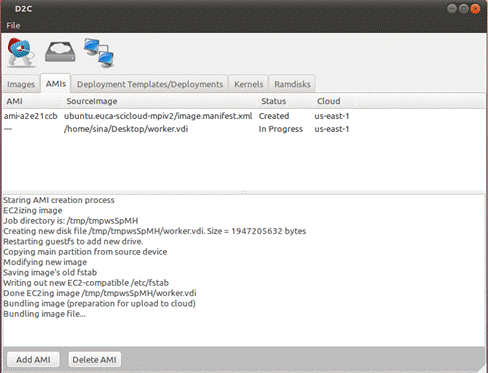 D2C
File
Images AMIs Deployment Templates/Deployments Kernels Ramdisks
AMI SourceImage Status Cloud
ami-a2e21ccb ubuntu.euca-scicloud-mpiv2/image.manifest.xml Created us-east-1
--- /home/sina/Desktop/worker.vdi In Progress us-east-1
Staring AMI creation process
EC2izing image
Job directory is: /tmp/tmpwsSpMH
Creating new disk file /tmp/tmpwsSpMH/worker.vdi. Size = 1947205632 bytes
Restarting guestfs to add new drive.
Copying main partition from source device
Modifying new image
Saving image's old fstab
Writing out new EC2-compatible /etc/fstab
Done EC2ing image /tmp/tmpwsSpMH/worker.vdi
Bundling image (preparation for upload to cloud)
Bundling image file...
Add AMI Delete AMI